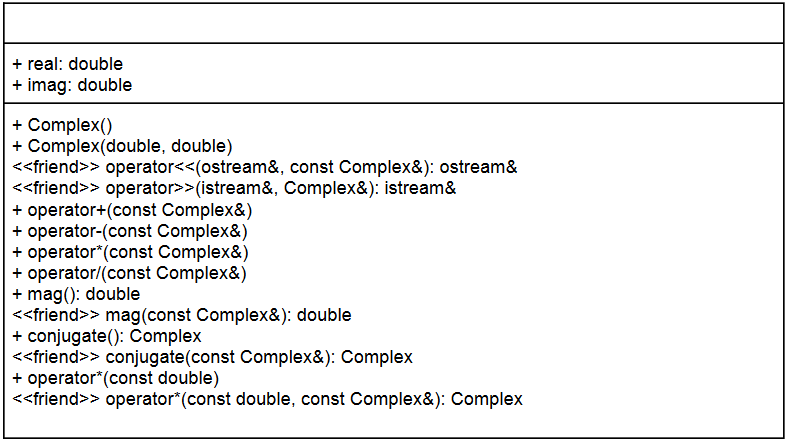 + real: double
+ imag: double
+ Complex()
+ Complex(double, double)
<<friend>> operator<<(ostream&, const Complex&): ostream&
<<friend>> operator>>(istream&, Complex&): istream&
+ operator+(const Complex&)
+ operator-(const Complex&)
+ operator*(const Complex&)
+ operator/(const Complex&)
+ mag(): double
<<friend>> mag(const Complex&): double
+ conjugate(): Complex
<<friend>> conjugate(const Complex&): Complex
+ operator*(const double)
<<friend>> operator*(const double, const Complex&): Complex